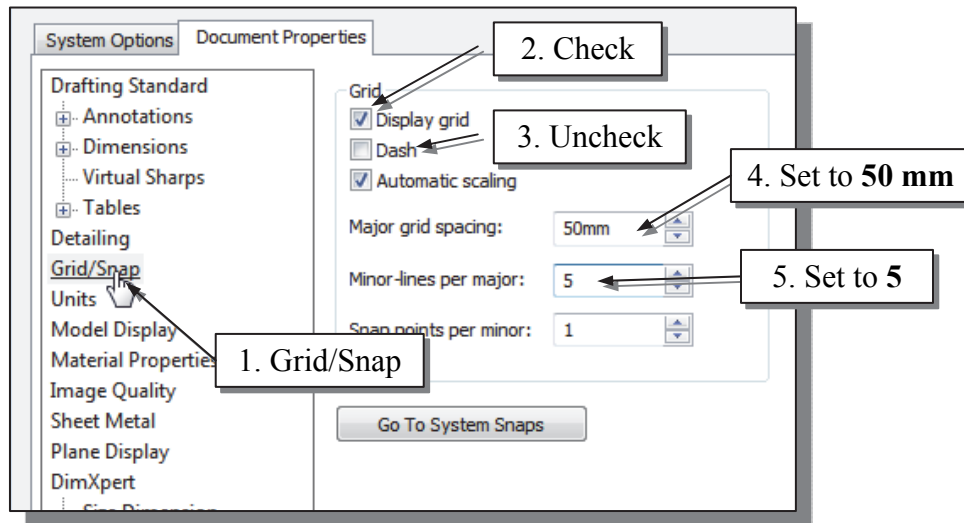 System Options
Document Properties
2. Check
Drafting Standard
Annotations
Dimensions
Virtual Sharps
Tables
Detailing
Grid/Snap
Units
Model Display
Material Properties
Image Quality
Sheet Metal
Plane Display
DimXpert
Size Dimension
1. Grid/Snap
Grid
Display grid
Dash
3. Uncheck
Automatic scaling
4. Set to 50 mm
Major grid spacing:
50mm
Minor-lines per major:
5
5. Set to 5
Snap points per minor:
1
Go To System Snaps